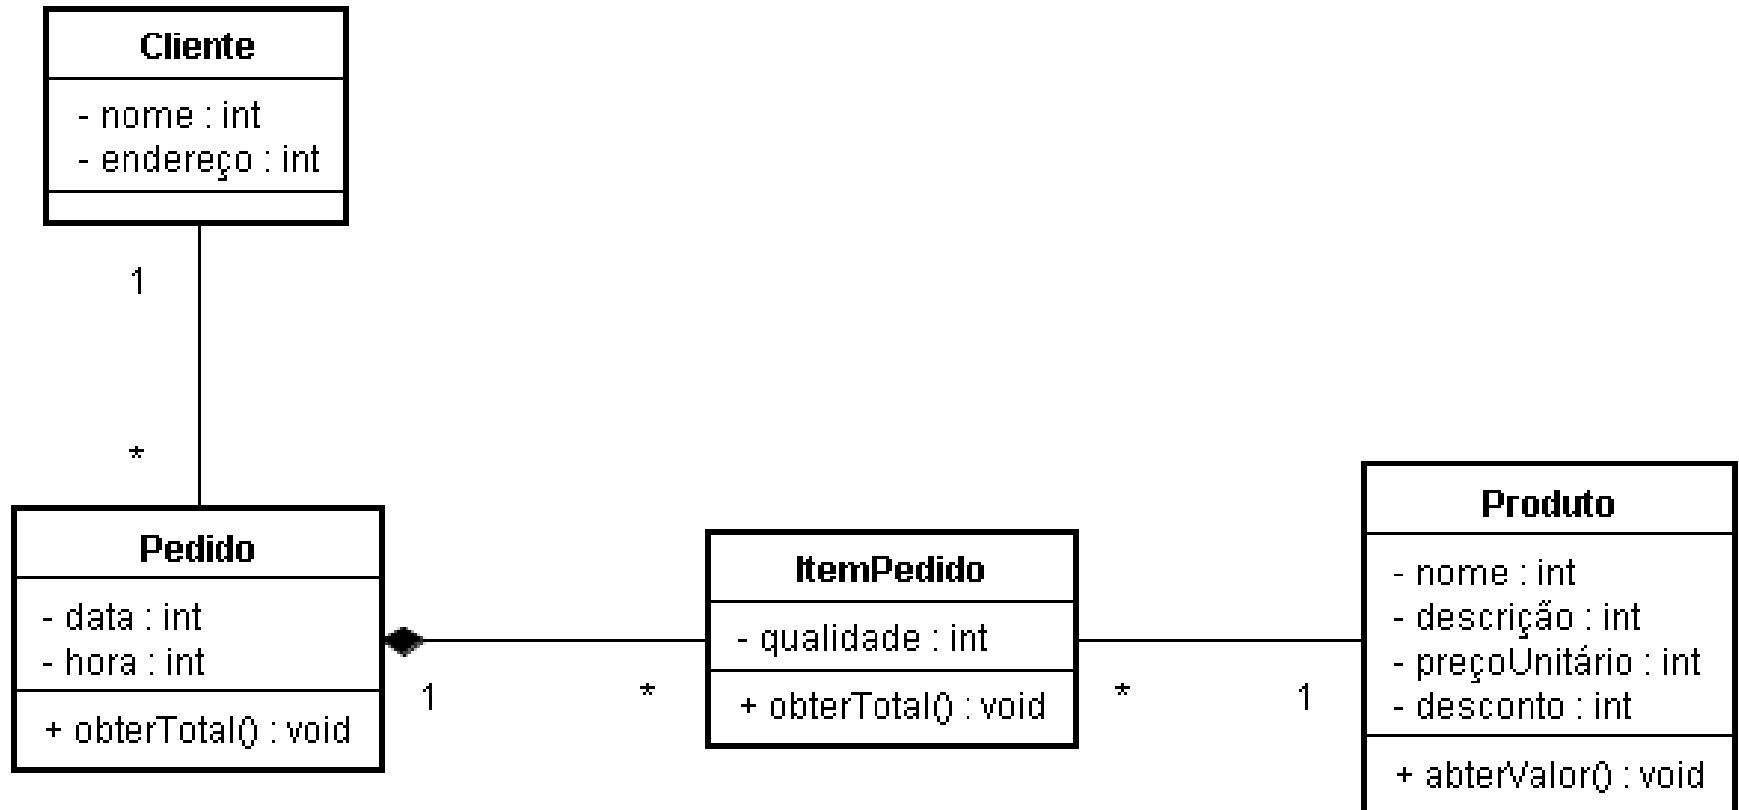 Cliente
- nome : int
- endereço : int
1
*
Pedido
- data : int
- hora : int
+ obterTotal() : void
1
*
ItemPedido
- qualidade : int
+ obterTotal() : void
*
1
Produto
- nome : int
- descrição : int
- preçoUnitário : int
- desconto : int
+ abterValor() : void